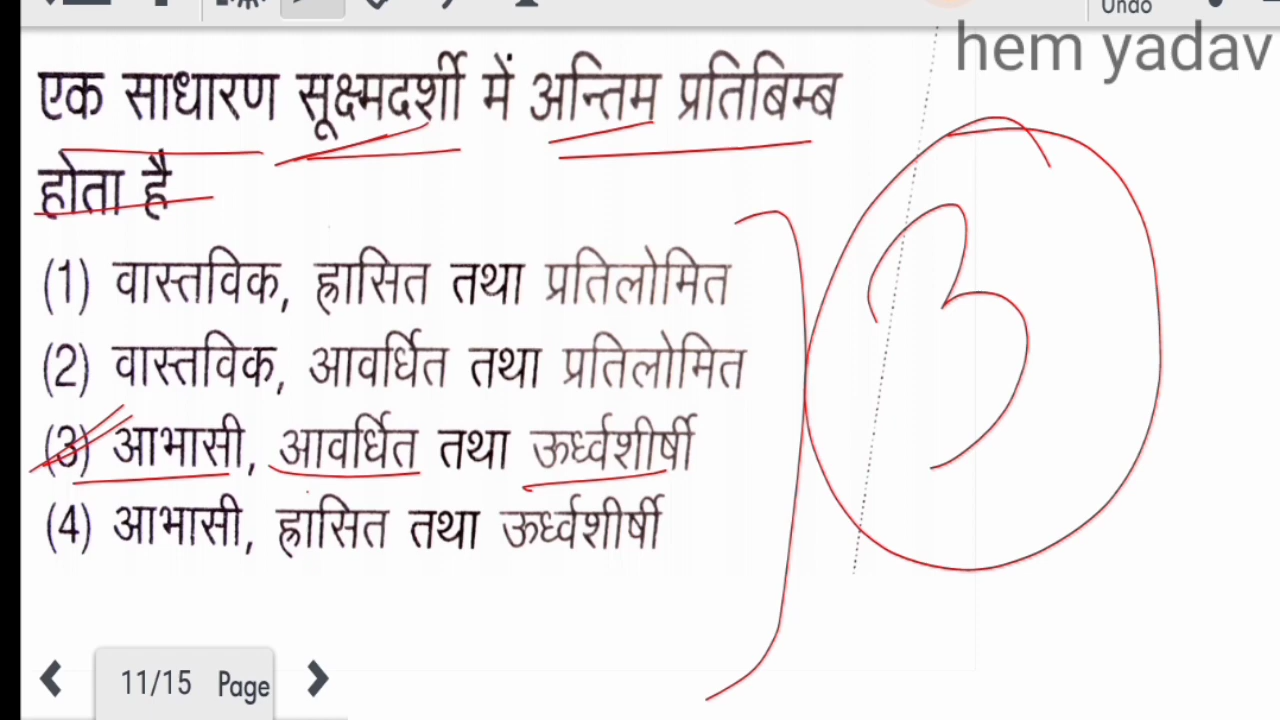 Undo
hem yadav
एक साधारण सूक्ष्मदर्शी में अन्तिम प्रतिबिम्ब
होता है
(1) वास्तविक, ह्रासित तथा प्रतिलोमित
(2) वास्तविक, आवर्धित तथा प्रतिलोमित
(3) आभासी, आवर्धित तथा ऊर्ध्वशीर्षी
(4) आभासी, ह्रासित तथा ऊर्ध्वशीर्षी
3
11/15 Page